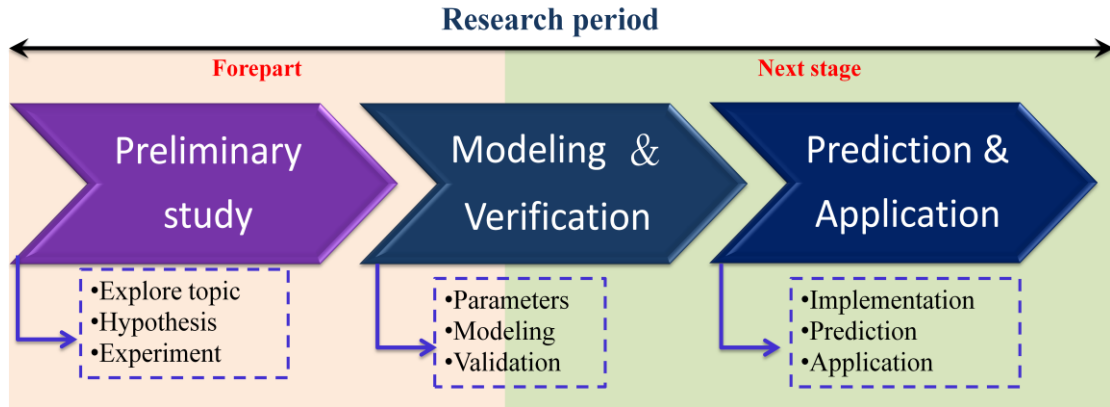 Research period
Forepart
Next stage
Preliminary
study
Modeling &
Verification
Prediction &
Application
•Explore topic
•Hypothesis
•Experiment
•Parameters
•Modeling
•Validation
•Implementation
•Prediction
•Application